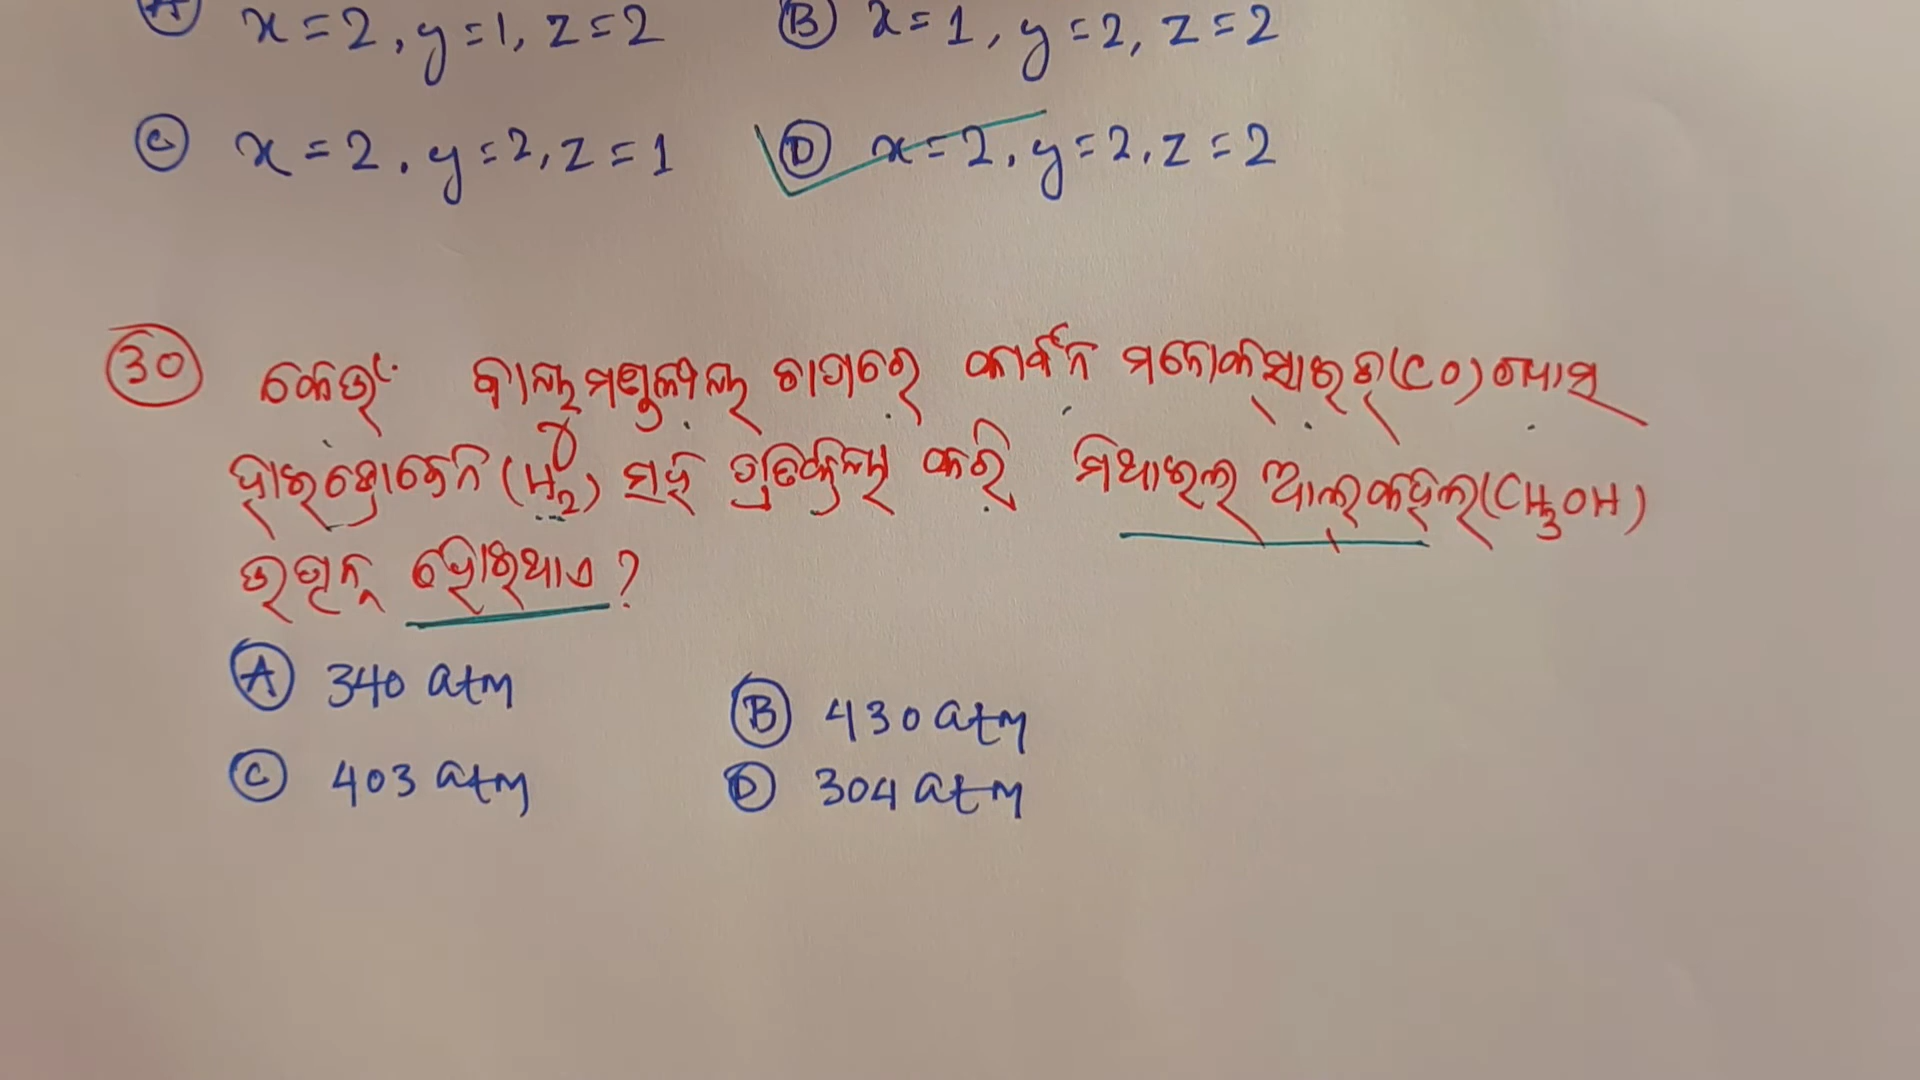 Ⓐ x=2, y=1, z=2 Ⓑ x=1, y=2, z=2
Ⓒ x=2, y=2, z=1 Ⓓ x=2, y=2, z=2
30 କେଉଁ ବାୟୁମଣ୍ଡଳୀୟ ଚାପରେ କାର୍ବନ ମନୋକ୍ସାଇଡ୍(CO) ଗ୍ୟାସ୍
ହାଇଡ୍ରୋଜେନ (H2) ସହ ପ୍ରତିକ୍ରିୟା କରି ମିଥାଇଲ୍ ଆଲ୍‌କହଲ୍(CH3OH)
ଉତ୍ପନ୍ନ ହୋଇଥାଏ?
Ⓐ 340 atm Ⓑ 430 atm
Ⓒ 403 atm Ⓓ 304 atm